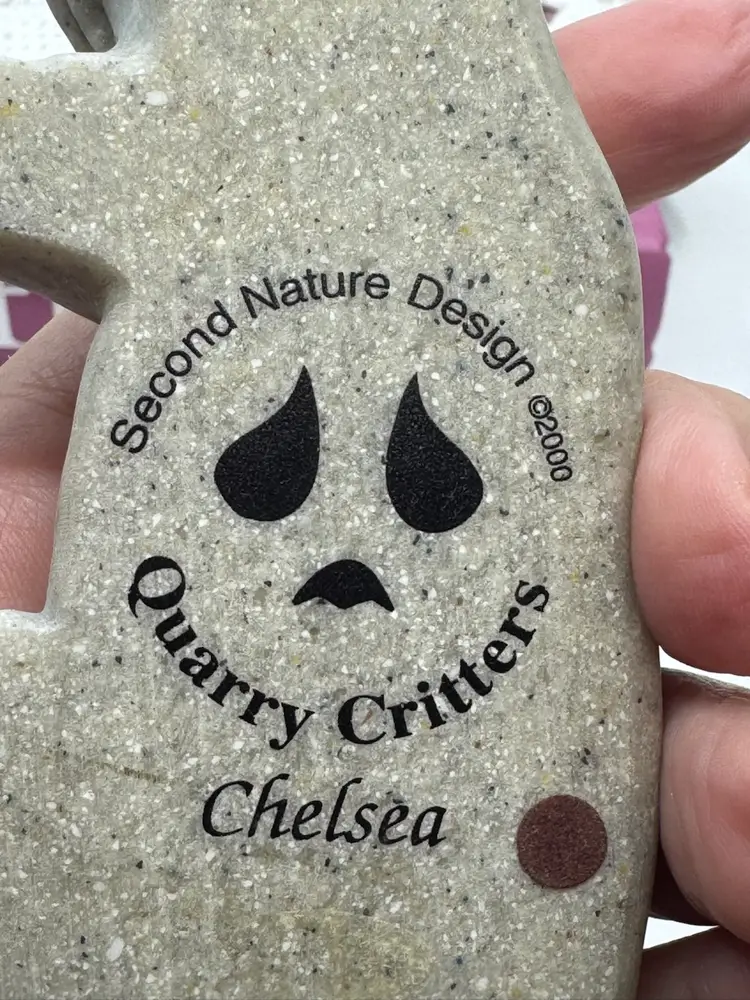 Second Nature Design ©2000
Quarry Critters
Chelsea